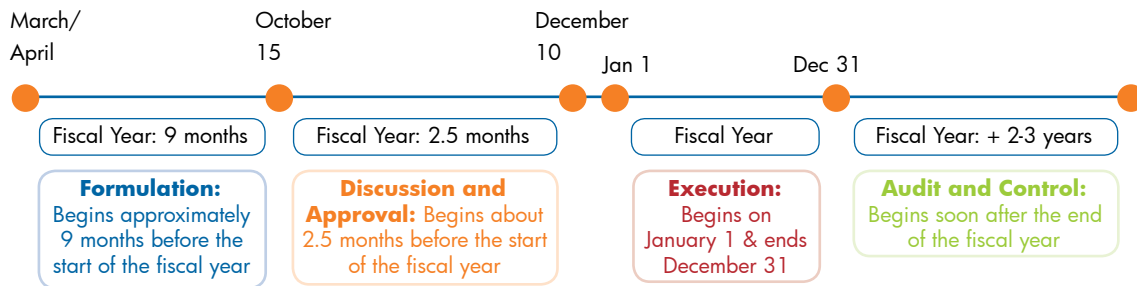 March/
April
October
15
December
10
Jan 1
Dec 31
Fiscal Year: 9 months
Fiscal Year: 2.5 months
Fiscal Year
Fiscal Year: + 2-3 years
Formulation:
Begins approximately
9 months before the
start of the fiscal year
Discussion and
Approval: Begins about
2.5 months before the start
of the fiscal year
Execution:
Begins on
January 1 & ends
December 31
Audit and Control:
Begins soon after the end
of the fiscal year